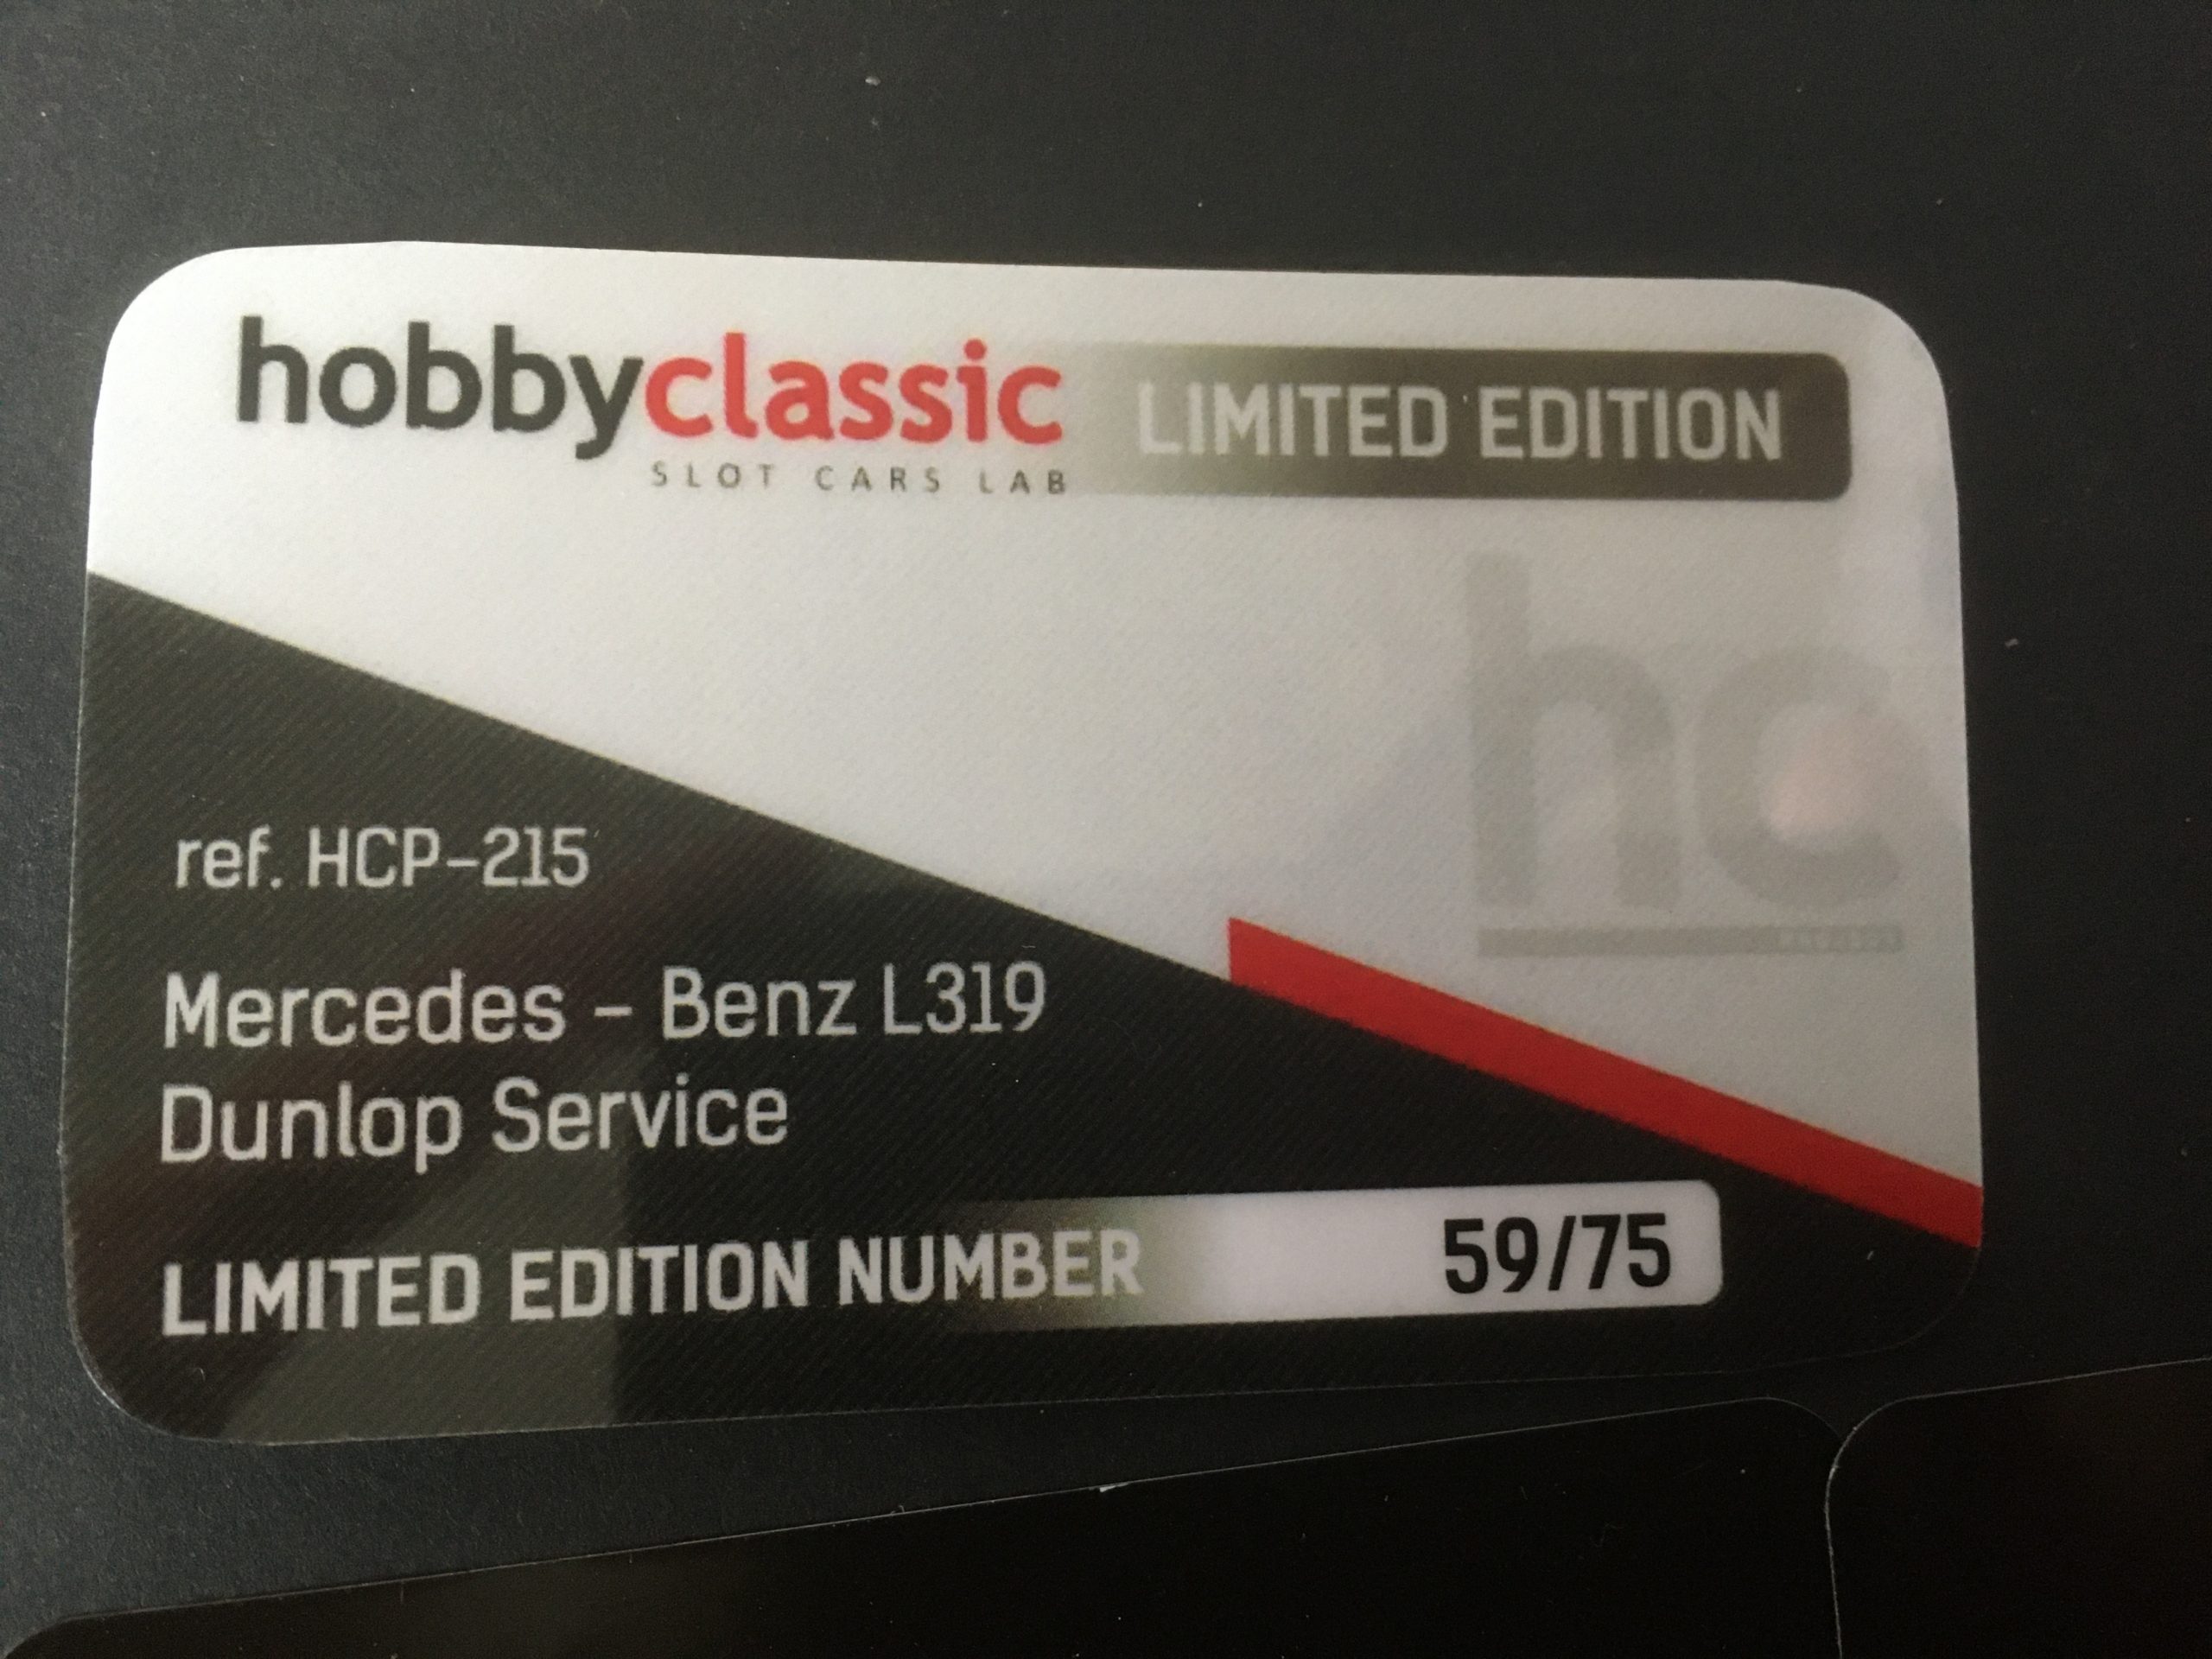 hobbyclassic LIMITED EDITION
SLOT CARS LAB
hc
ref. HCP-215
Mercedes - Benz L319
Dunlop Service
LIMITED EDITION NUMBER 59/75